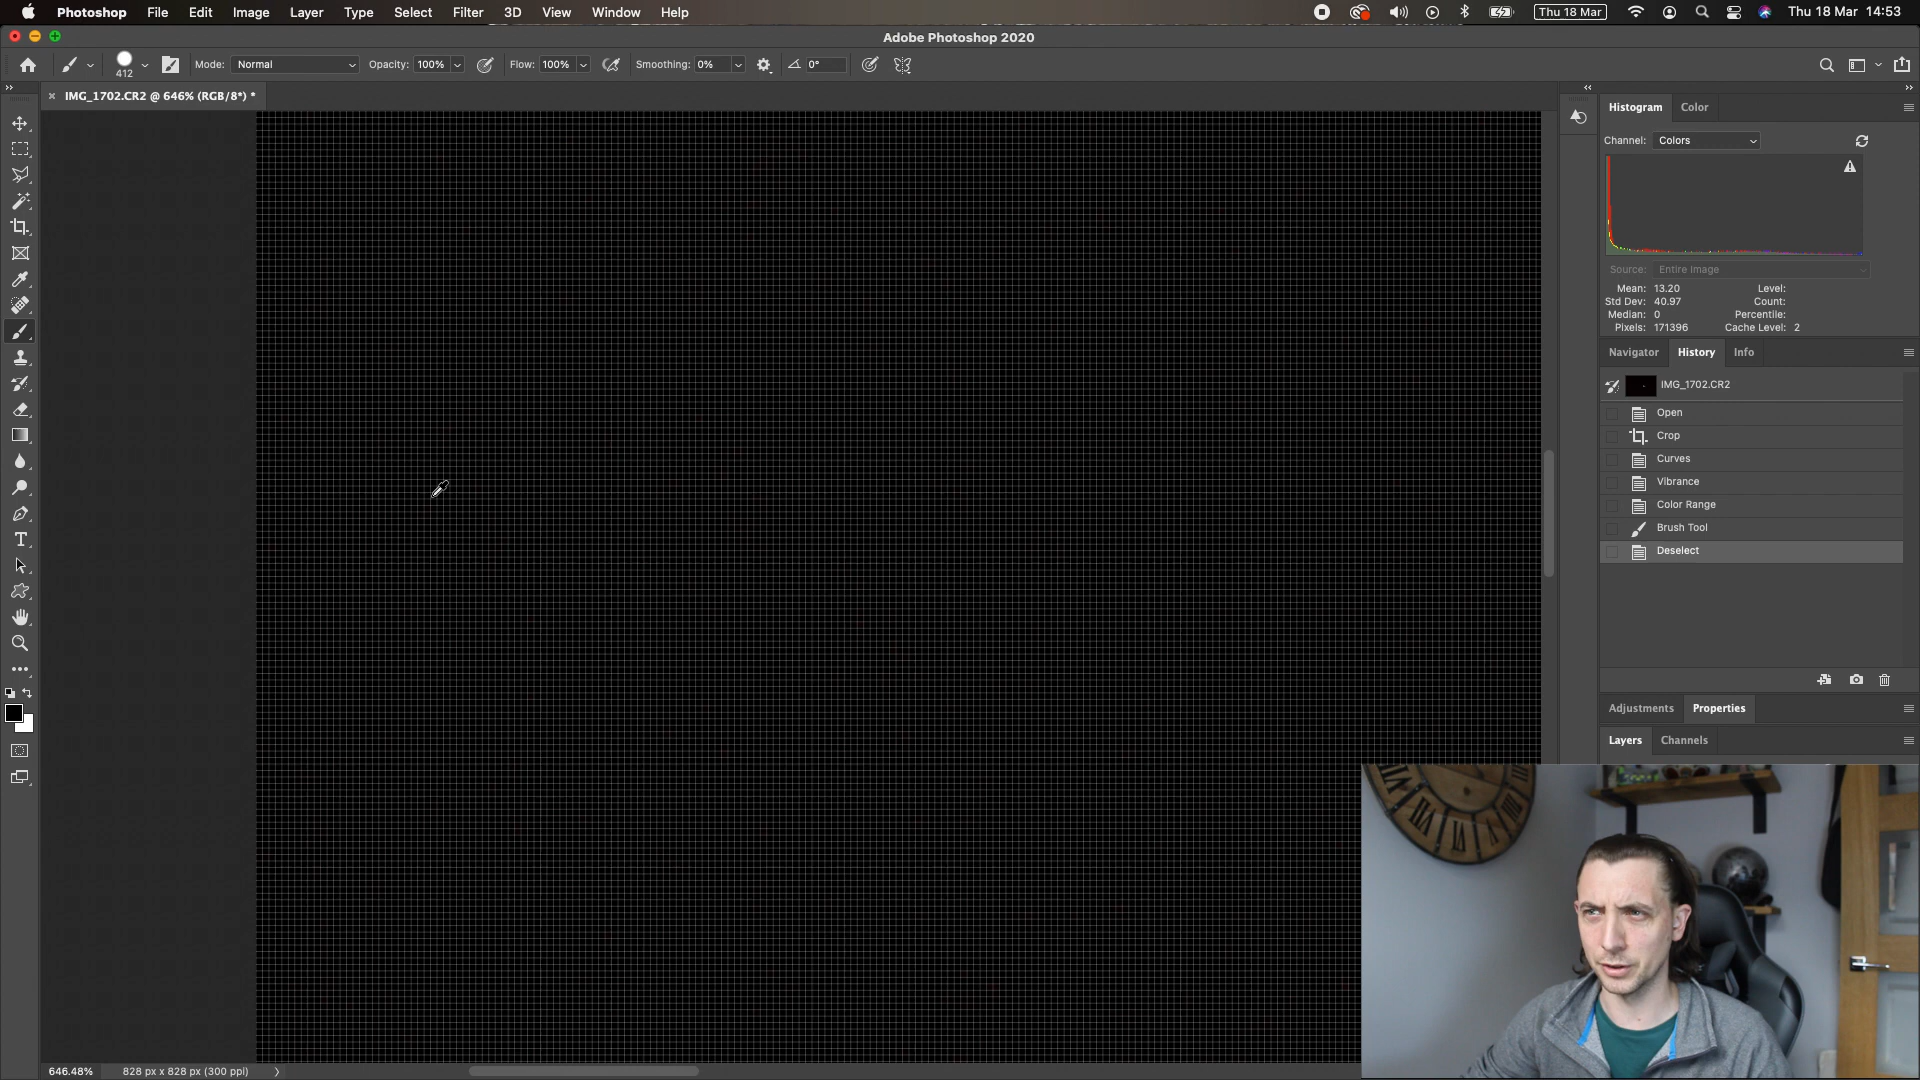 Photoshop File Edit Image Layer Type Select Filter 3D View Window Help Thu 18 Mar Thu 18 Mar 14:53
Adobe Photoshop 2020
412 Mode: Normal Opacity: 100% Flow: 100% Smoothing: 0% 0°
IMG_1702.CR2 @ 646% (RGB/8*) *
Histogram Color
Channel: Colors
Source: Entire Image
Mean: 13.20 Level:
Std Dev: 40.97 Count:
Median: 0 Percentile:
Pixels: 171396 Cache Level: 2
Navigator History Info
IMG_1702.CR2
Open
Crop
Curves
Vibrance
Color Range
Brush Tool
Deselect
Adjustments Properties
Layers Channels
646.48% 828 px x 828 px (300 ppi)